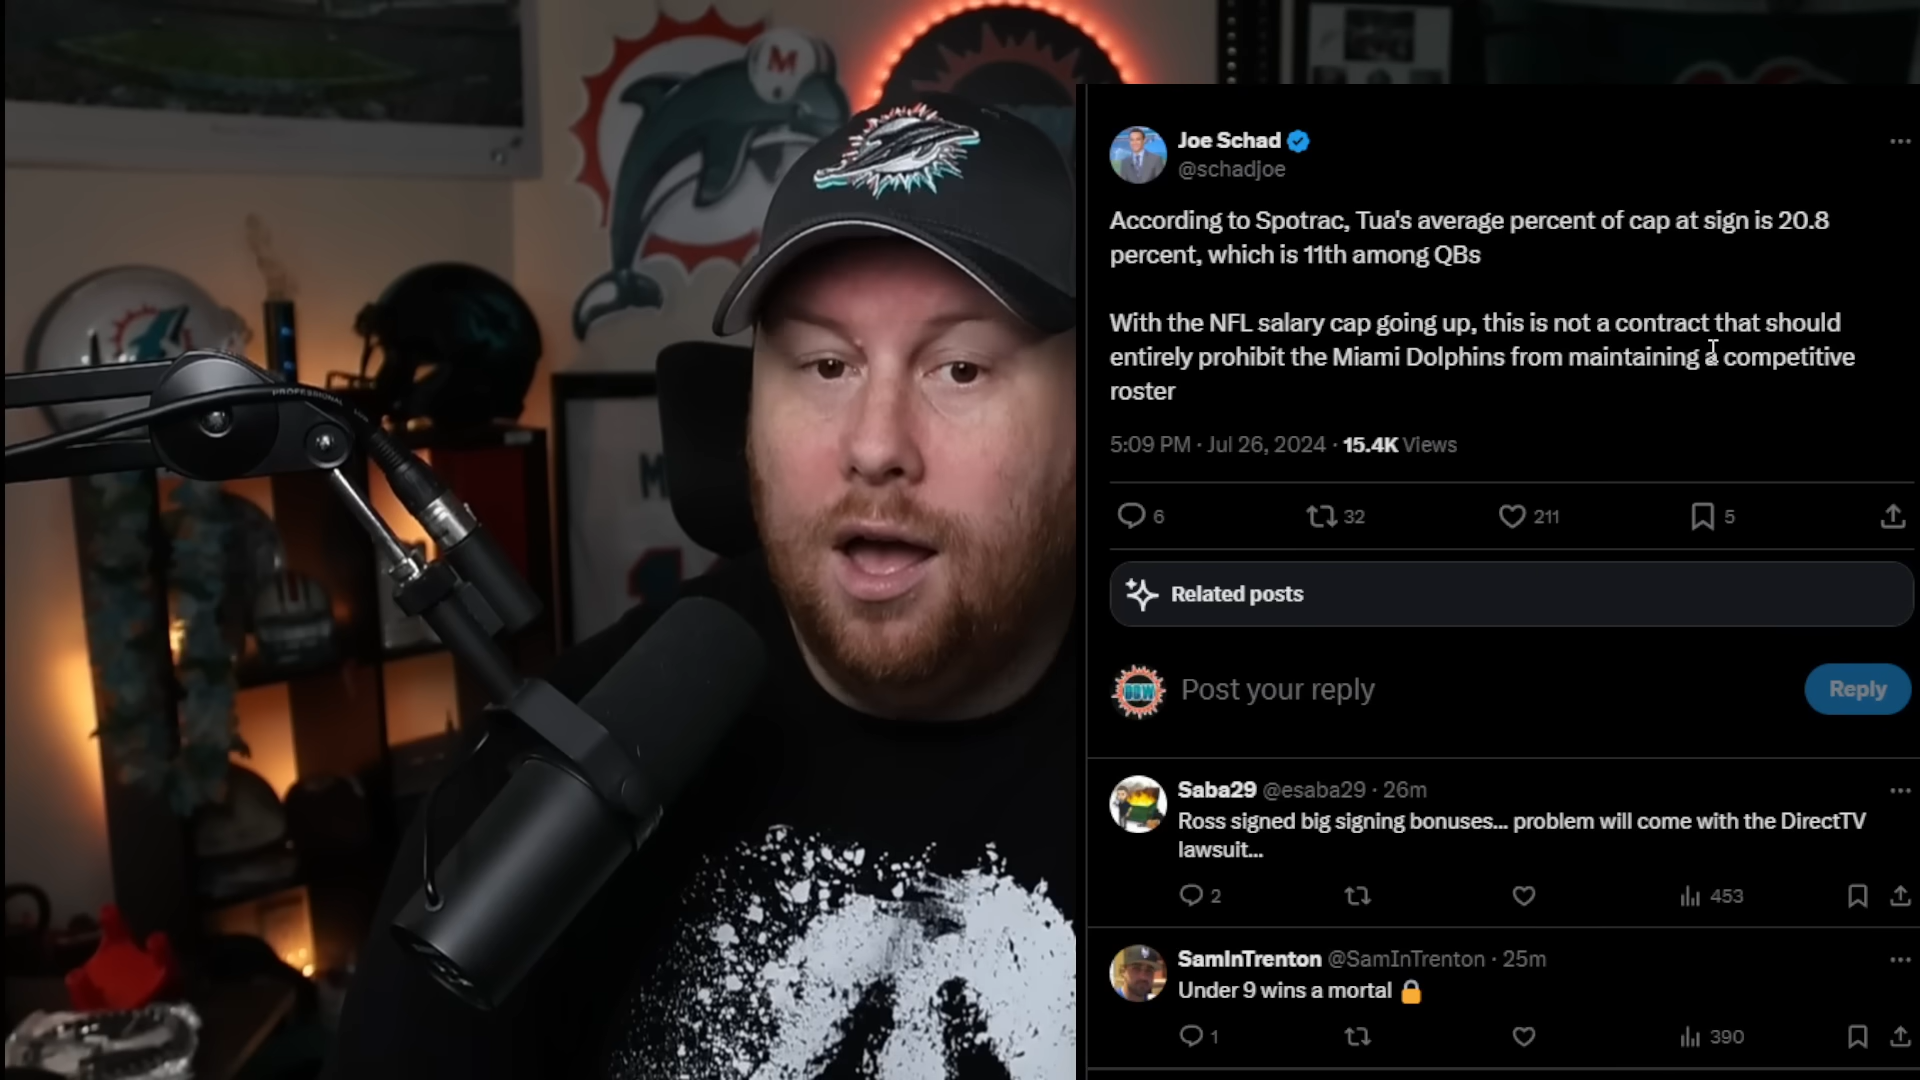 M
PROFESSIONAL
M
Joe Schad
@schadjoe
According to Spotrac, Tua's average percent of cap at sign is 20.8
percent, which is 11th among QBs
With the NFL salary cap going up, this is not a contract that should
entirely prohibit the Miami Dolphins from maintaining a competitive
roster
5:09 PM · Jul 26, 2024 · 15.4K Views
6 32 211 5
Related posts
Post your reply
Reply
Saba29 @esaba29 · 26m
Ross signed big signing bonuses... problem will come with the DirectTV
lawsuit...
2 453
SamInTrenton @SamInTrenton · 25m
Under 9 wins a mortal 🔒
1 390